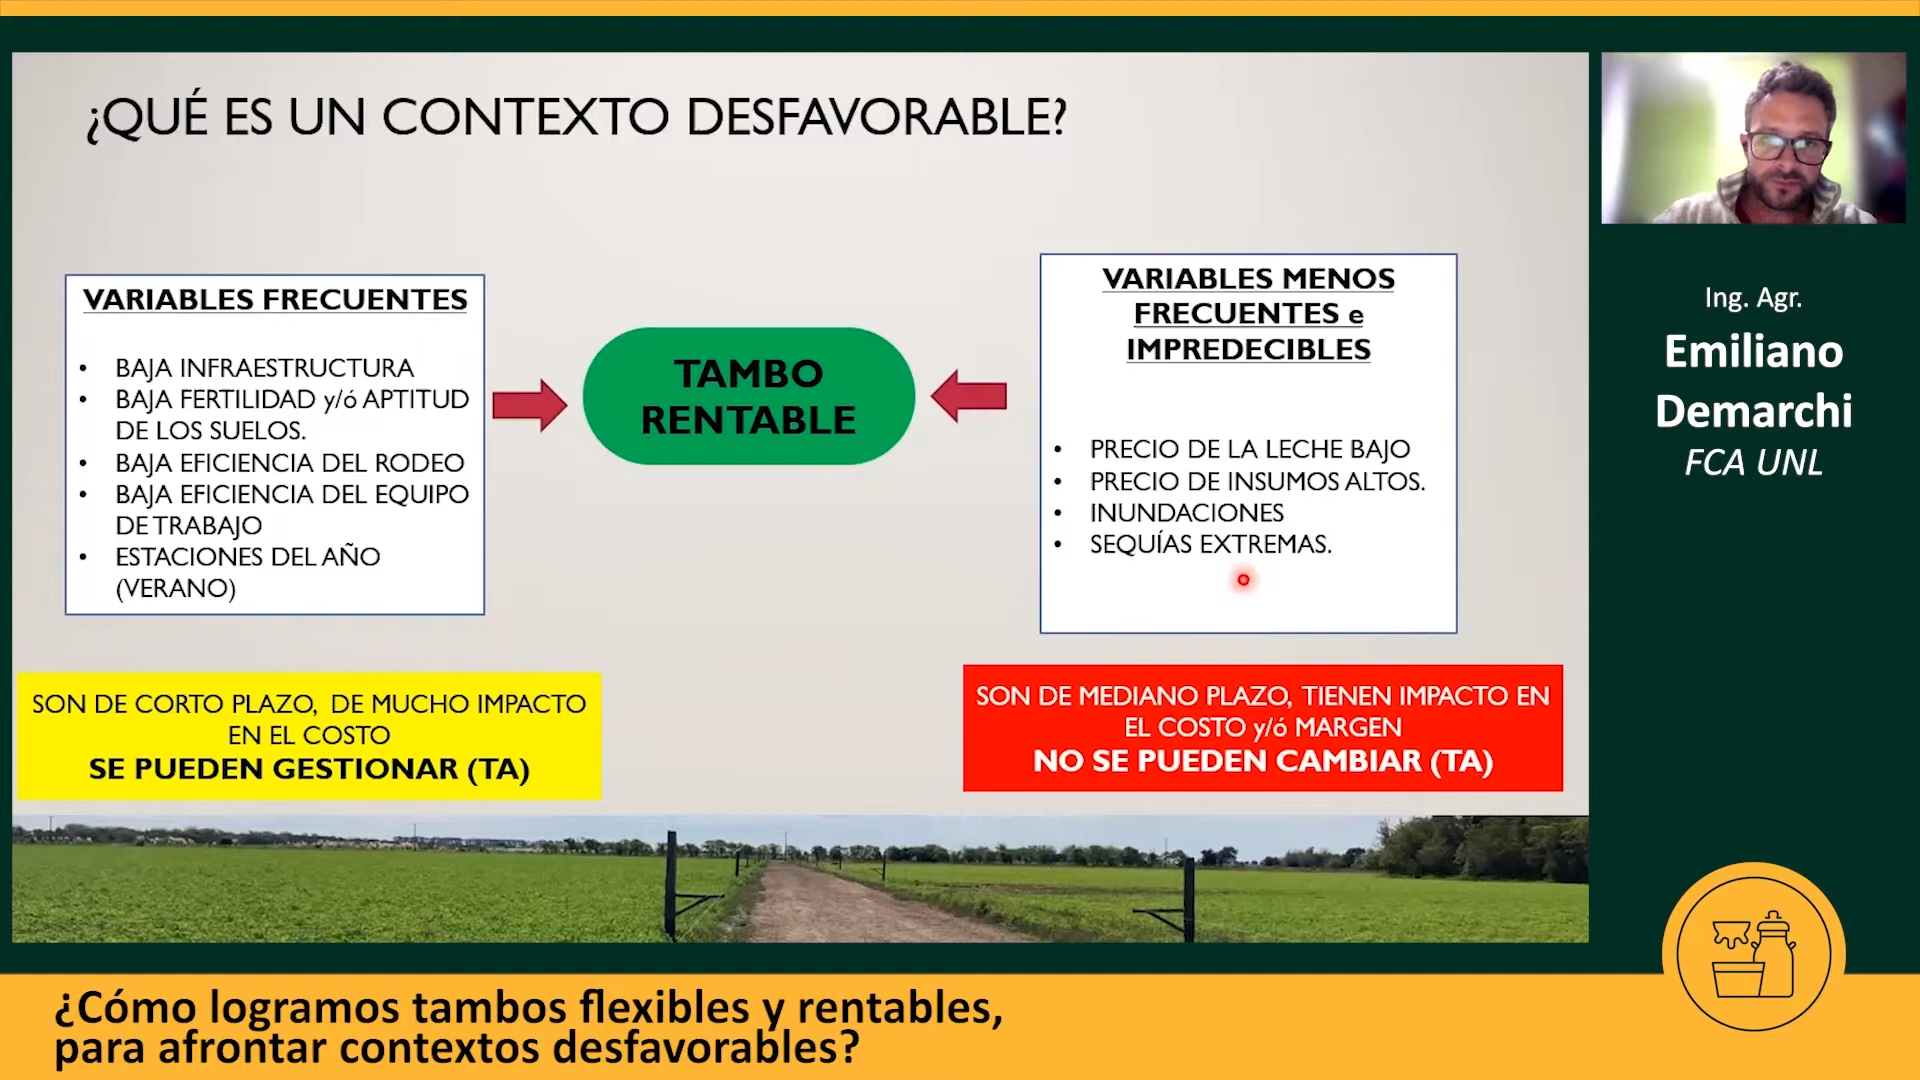 ¿QUÉ ES UN CONTEXTO DESFAVORABLE?
VARIABLES FRECUENTES
• BAJA INFRAESTRUCTURA
• BAJA FERTILIDAD y/ó APTITUD
DE LOS SUELOS.
• BAJA EFICIENCIA DEL RODEO
• BAJA EFICIENCIA DEL EQUIPO
DE TRABAJO
• ESTACIONES DEL AÑO
(VERANO)
TAMBO
RENTABLE
VARIABLES MENOS
FRECUENTES e
IMPREDECIBLES
• PRECIO DE LA LECHE BAJO
• PRECIO DE INSUMOS ALTOS.
• INUNDACIONES
• SEQUÍAS EXTREMAS.
SON DE CORTO PLAZO, DE MUCHO IMPACTO
EN EL COSTO
SE PUEDEN GESTIONAR (TA)
SON DE MEDIANO PLAZO, TIENEN IMPACTO EN
EL COSTO y/ó MARGEN
NO SE PUEDEN CAMBIAR (TA)
Ing. Agr.
Emiliano
Demarchi
FCA UNL
¿Cómo logramos tambos flexibles y rentables,
para afrontar contextos desfavorables?